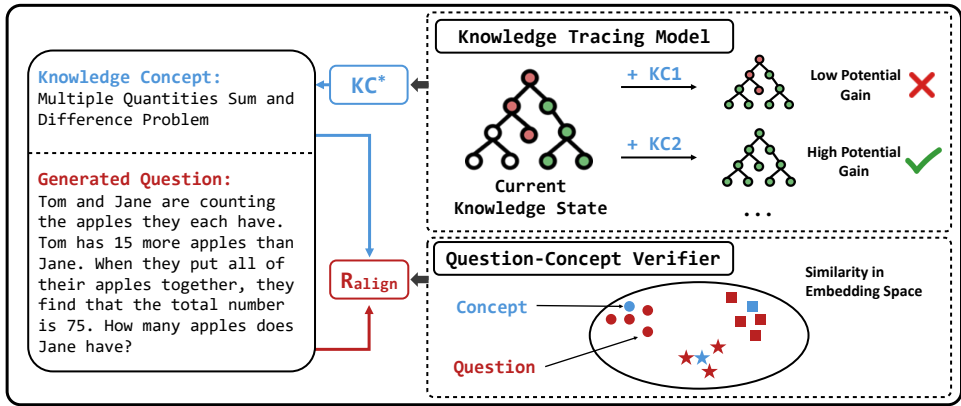 Knowledge Concept:
Multiple Quantities Sum and
Difference Problem
Generated Question:
Tom and Jane are counting
the apples they each have.
Tom has 15 more apples than
Jane. When they put all of
their apples together, they
find that the total number
is 75. How many apples does
Jane have?
KC*
Ralign
Knowledge Tracing Model
Current
Knowledge State
+ KC1
Low Potential
Gain
+ KC2
High Potential
Gain
...
Question-Concept Verifier
Similarity in
Embedding Space
Concept
Question